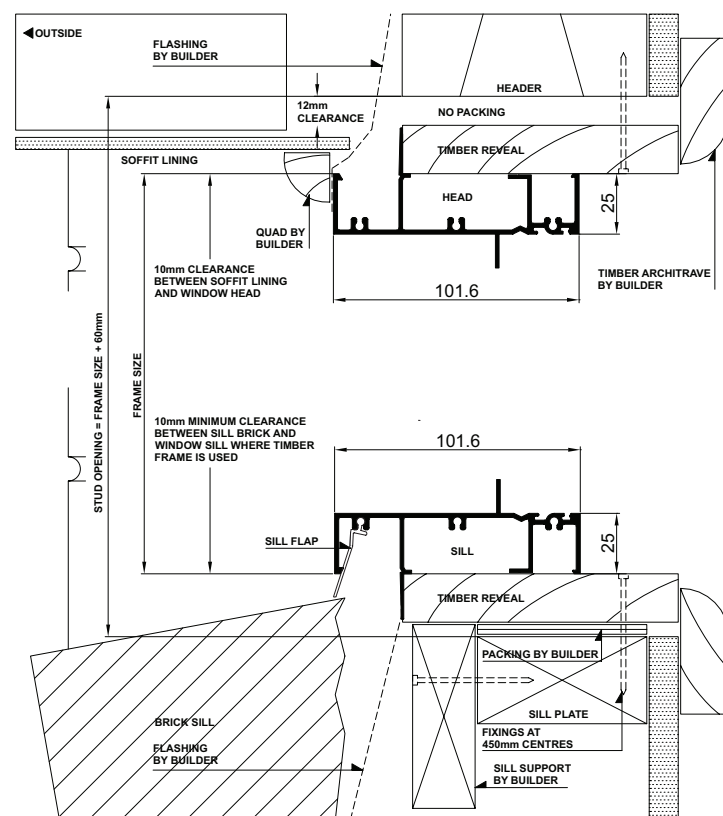 OUTSIDE
FLASHING
BY BUILDER
HEADER
12mm
CLEARANCE
NO PACKING
TIMBER REVEAL
SOFFIT LINING
HEAD
25
QUAD BY
BUILDER
10mm CLEARANCE
BETWEEN SOFFIT LINING
AND WINDOW HEAD
TIMBER ARCHITRAVE
BY BUILDER
101.6
STUD OPENING = FRAME SIZE + 60mm
FRAME SIZE
10mm MINIMUM CLEARANCE
BETWEEN SILL BRICK AND
WINDOW SILL WHERE TIMBER
FRAME IS USED
101.6
SILL FLAP
SILL
25
TIMBER REVEAL
PACKING BY BUILDER
BRICK SILL
SILL PLATE
FLASHING
BY BUILDER
FIXINGS AT
450mm CENTRES
SILL SUPPORT
BY BUILDER